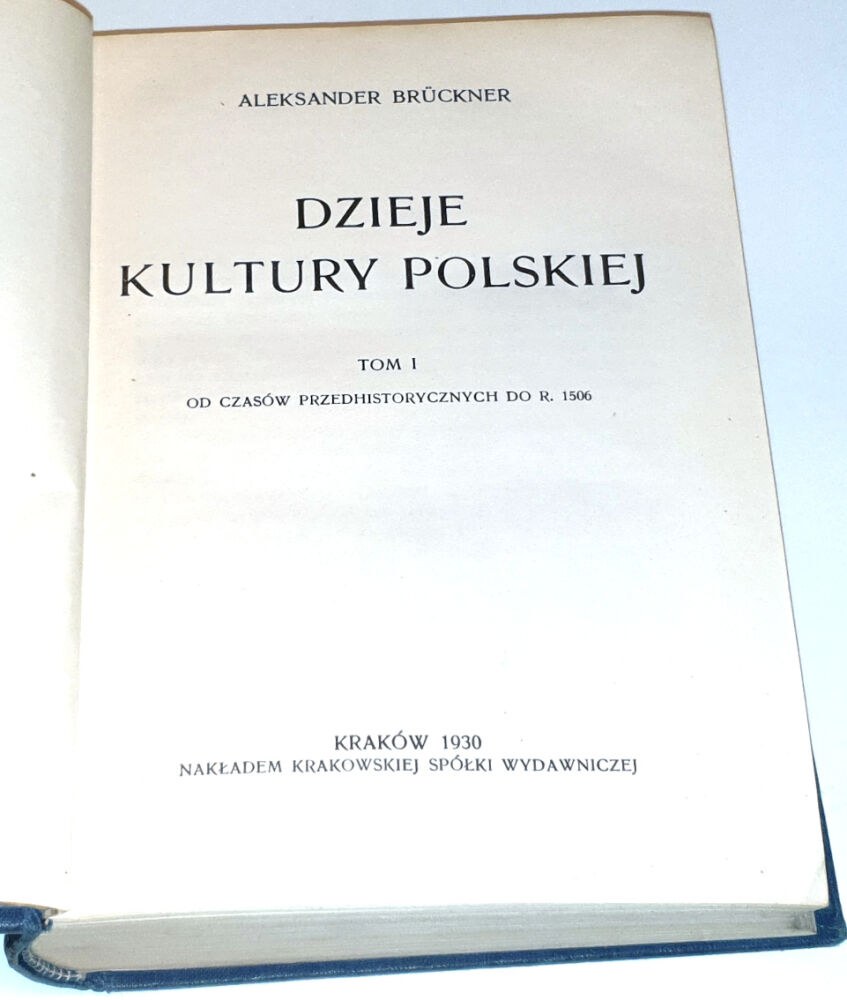 ALEKSANDER BRÜCKNER
DZIEJE
KULTURY POLSKIEJ
TOM I
OD CZASÓW PRZEDHISTORYCZNYCH DO R. 1506
KRAKÓW 1930
NAKŁADEM KRAKOWSKIEJ SPÓŁKI WYDAWNICZEJ